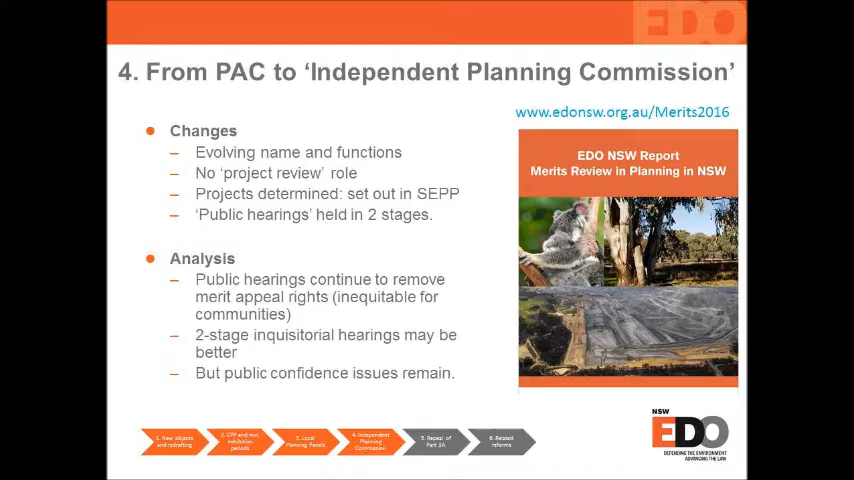 EDO
4. From PAC to ‘Independent Planning Commission’
www.edonsw.org.au/Merits2016
● Changes
– Evolving name and functions
– No ‘project review’ role
– Projects determined: set out in SEPP
– ‘Public hearings’ held in 2 stages.
● Analysis
– Public hearings continue to remove
merit appeal rights (inequitable for
communities)
– 2-stage inquisitorial hearings may be
better
– But public confidence issues remain.
EDO NSW Report
Merits Review in Planning in NSW
1. New objects
and redrafting
2. CPP and min.
exhibition
periods
3. Local
Planning Panels
4. Independent
Planning
Commission
5. Repeal of
Part 3A
6. Related
reforms
NSW
EDO
DEFENDING THE ENVIRONMENT
ADVANCING THE LAW